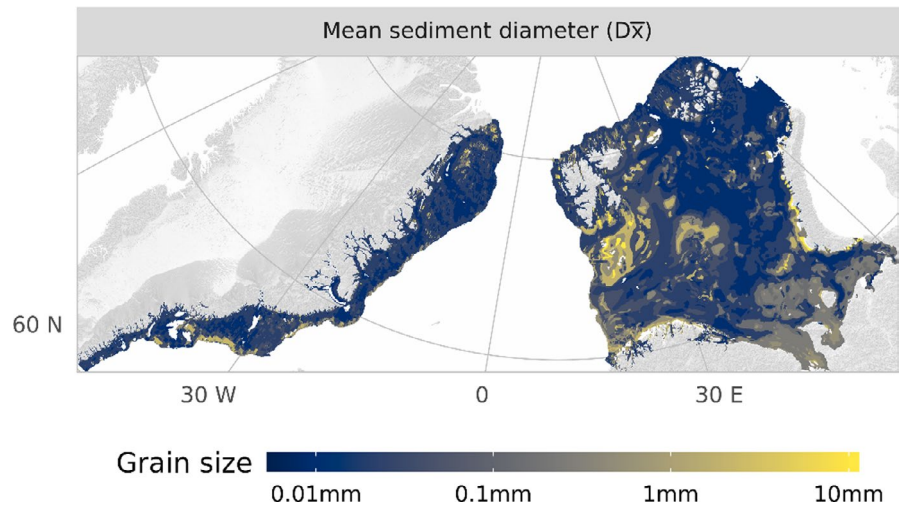 Mean sediment diameter (Dx̅)
60 N
30 W 0 30 E
Grain size
0.01mm 0.1mm 1mm 10mm